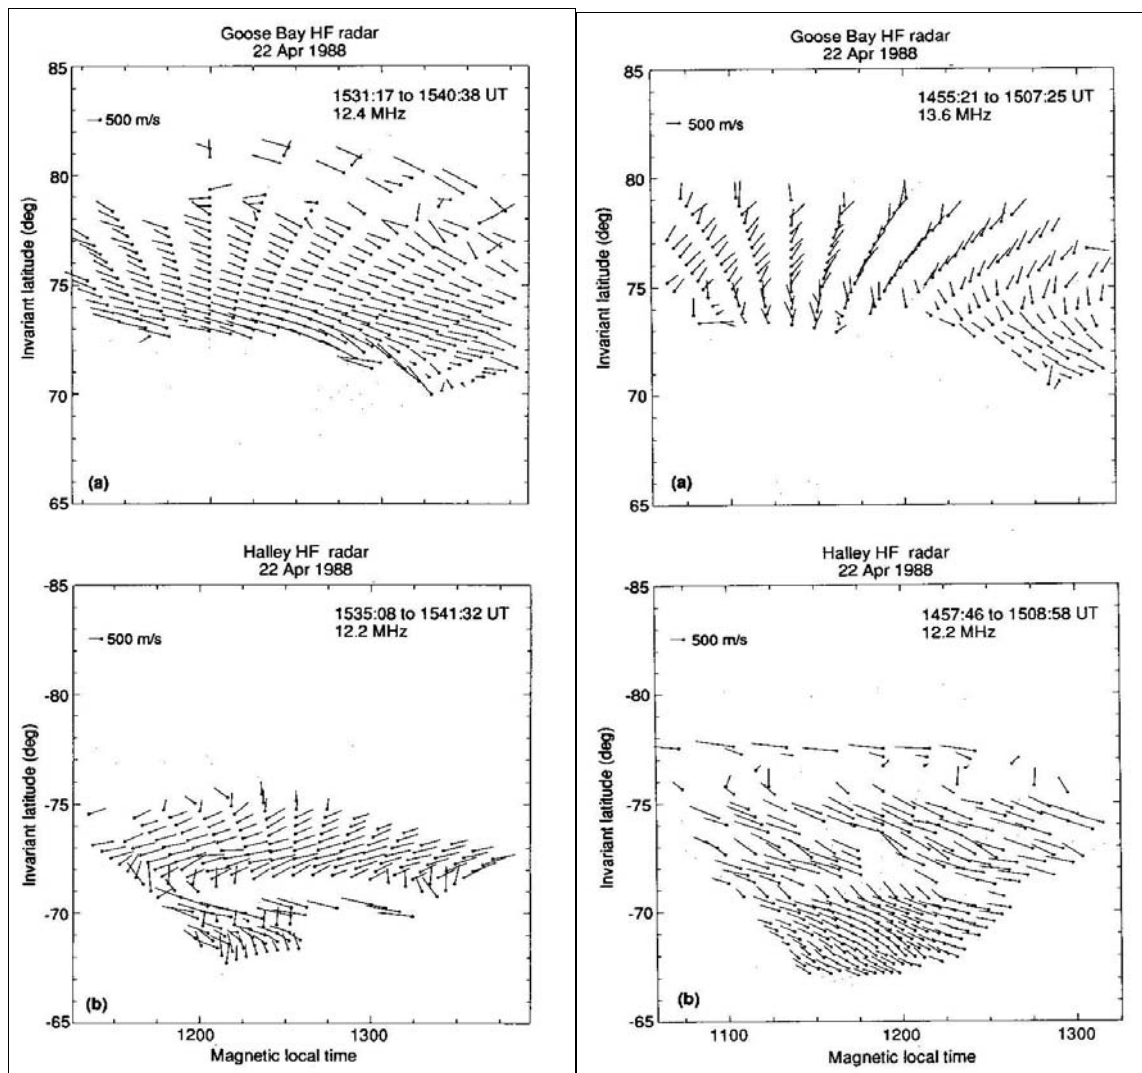 Goose Bay HF radar
22 Apr 1988
85
1531:17 to 1540:38 UT
12.4 MHz
500 m/s
80
Invariant latitude (deg)
75
70
(a)
65
Halley HF radar
22 Apr 1988
-85
1535:08 to 1541:32 UT
12.2 MHz
500 m/s
-80
Invariant latitude (deg)
-75
-70
(b)
-65
1200
1300
Magnetic local time
Goose Bay HF radar
22 Apr 1988
85
1455:21 to 1507:25 UT
13.6 MHz
500 m/s
80
Invariant latitude (deg)
75
70
(a)
65
Halley HF radar
22 Apr 1988
-85
1457:46 to 1508:58 UT
12.2 MHz
500 m/s
-80
Invariant latitude (deg)
-75
-70
(b)
-65
1100
1200
1300
Magnetic local time